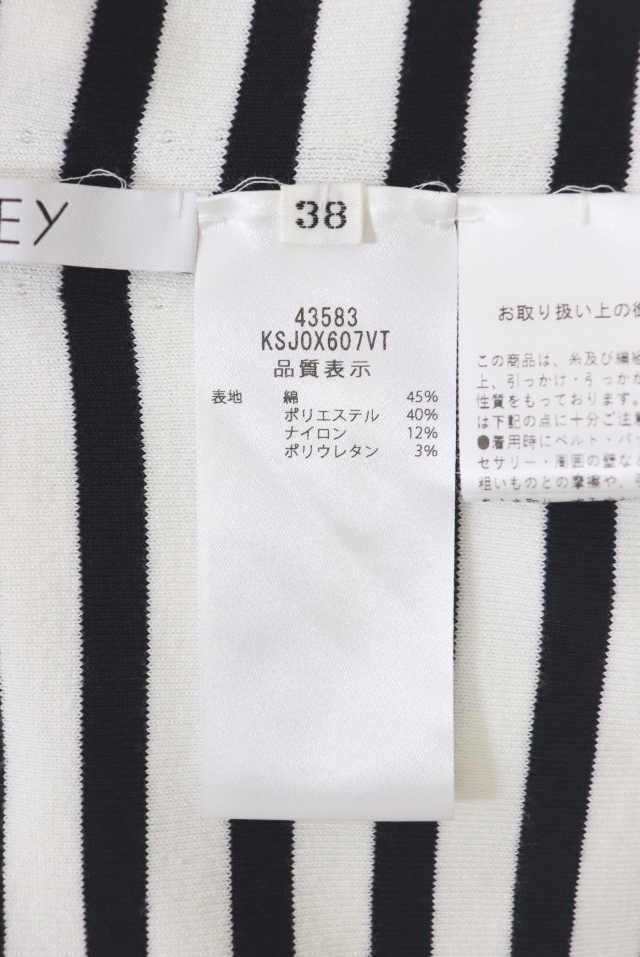 EY
38
43583
KSJOX607VT
品質表示
表地 綿 45%
ポリエステル 40%
ナイロン 12%
ポリウレタン 3%
お取り扱い上の
この商品は、糸及び繊
上、引っかけ・引っか
性質をもっております。
は下記の点に十分ご注
●着用時にベルト・バ
セサリー・周囲の壁な
粗いものとの摩擦や、引